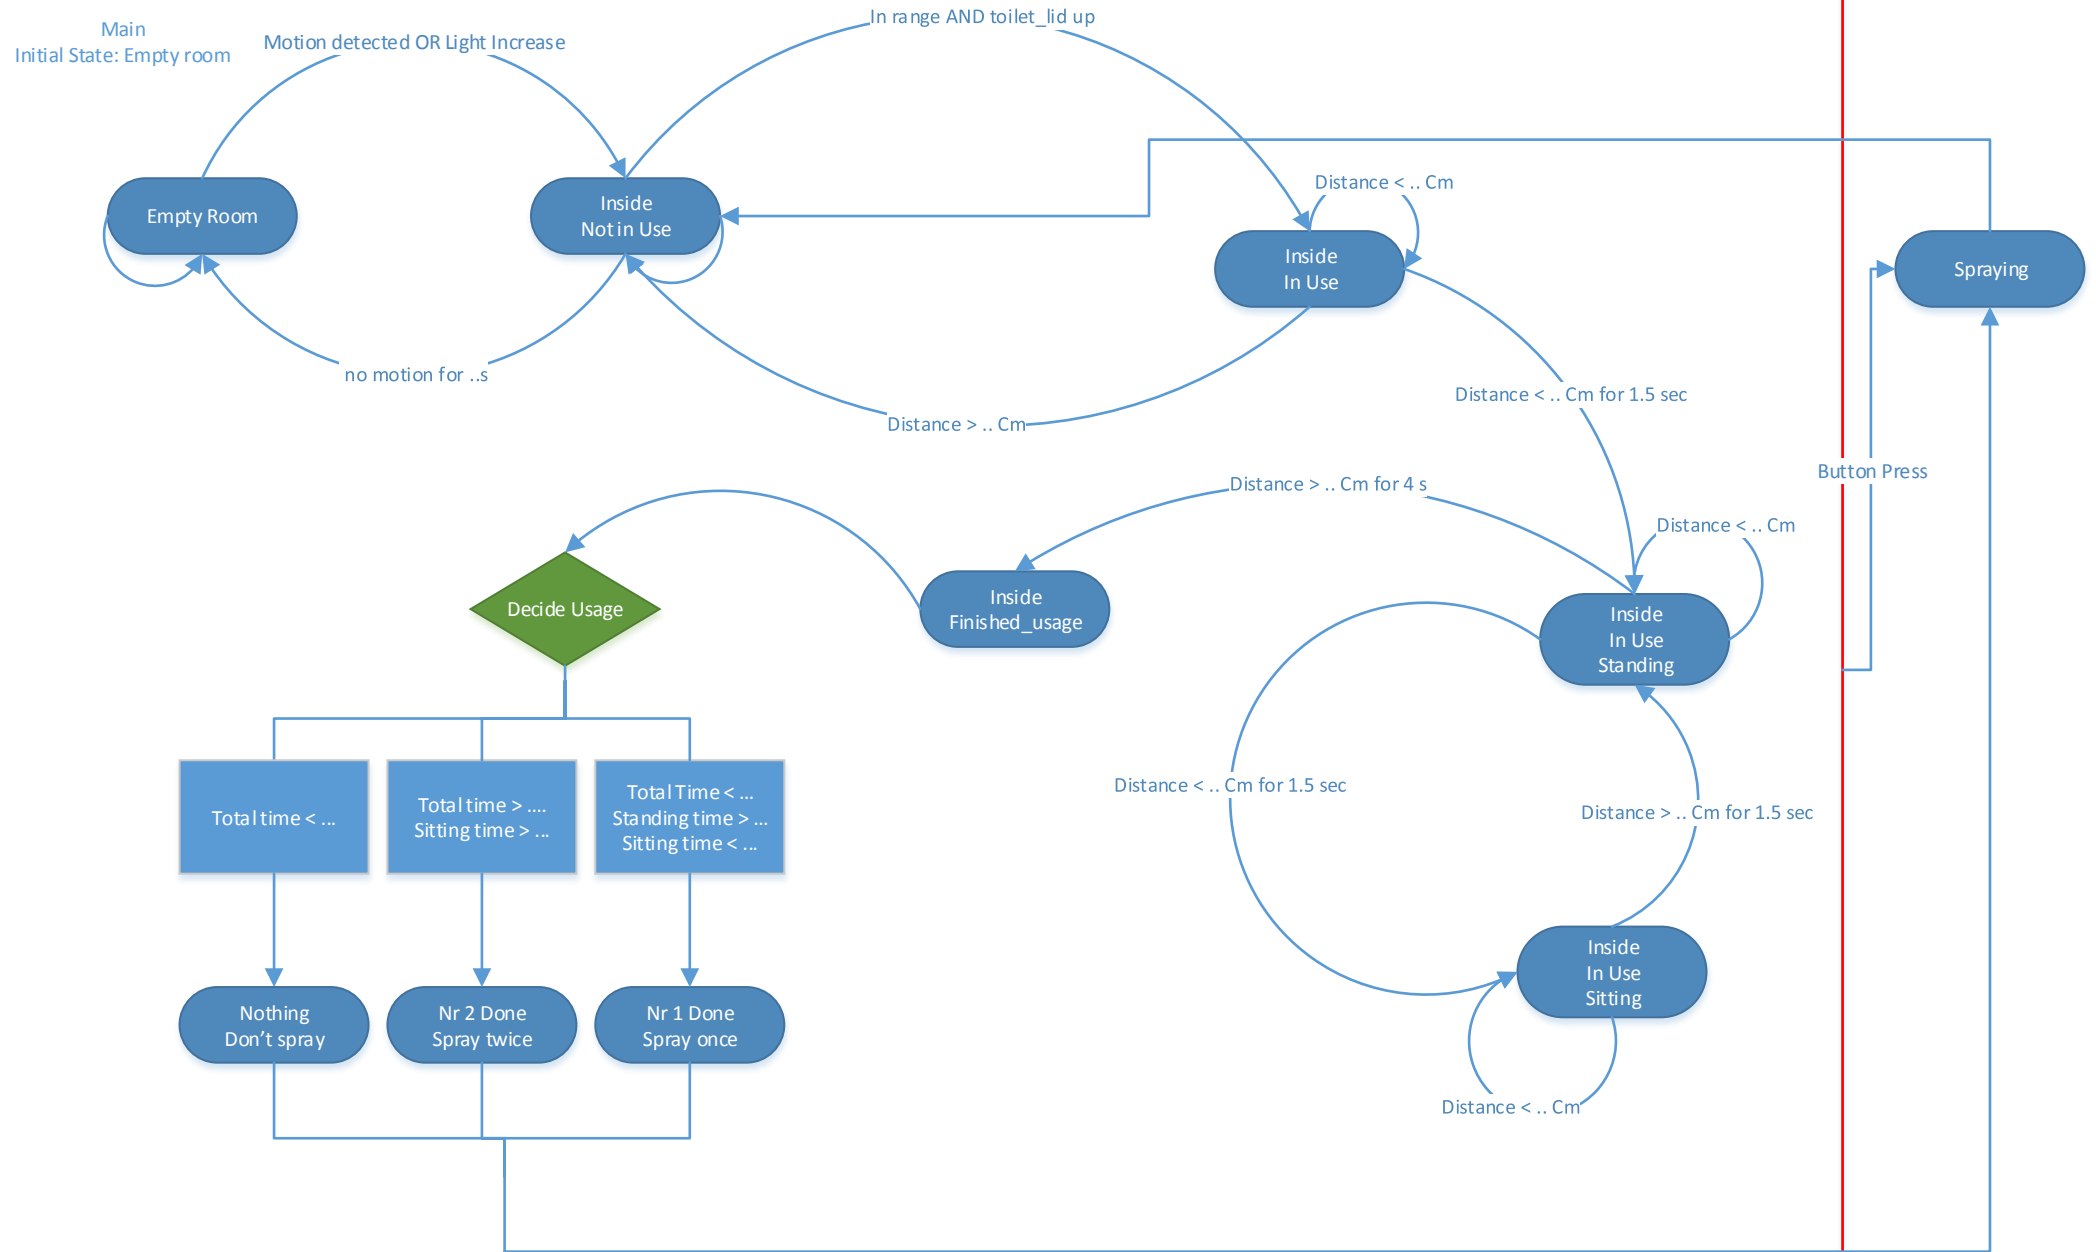 Main
Initial State: Empty room
Motion detected OR Light Increase
In range AND toilet_lid up
Empty Room
Inside
Not in Use
Distance < .. Cm
Inside
In Use
Spraying
no motion for ..s
Distance > .. Cm
Distance < .. Cm for 1.5 sec
Button Press
Distance > .. Cm for 4 s
Distance < .. Cm
Decide Usage
Inside
Finished_usage
Inside
In Use
Standing
Total time < ...
Total time > ....
Sitting time > ...
Total Time < ...
Standing time > ...
Sitting time < ...
Distance < .. Cm for 1.5 sec
Distance > .. Cm for 1.5 sec
Inside
In Use
Sitting
Nothing
Don’t spray
Nr 2 Done
Spray twice
Nr 1 Done
Spray once
Distance < .. Cm